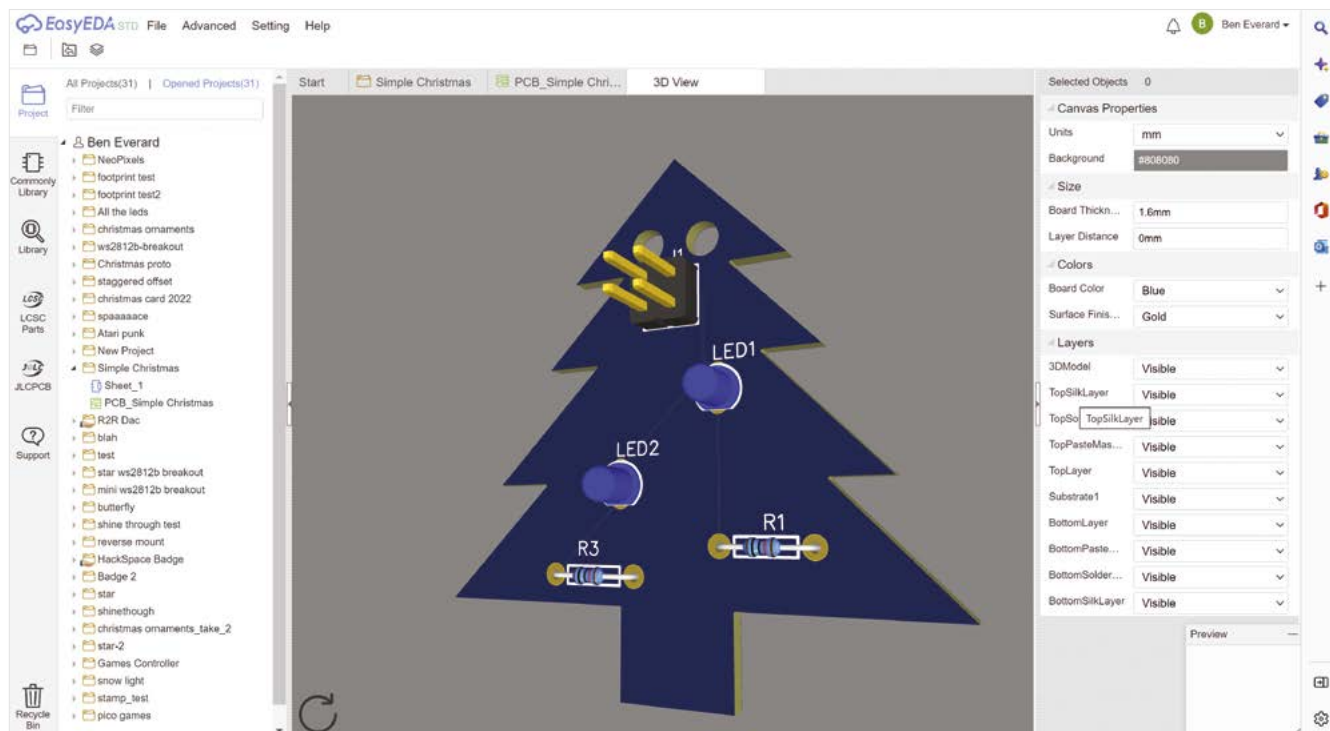 EasyEDA STD File Advanced Setting Help
B Ben Everard
All Projects(31) | Opened Projects(31)
Filter
Project
Commonly Library
Library
LCSC
LCSC Parts
JLCPCB
Support
Recycle Bin
Ben Everard
NeoPixels
footprint test
footprint test2
All the leds
christmas ornaments
ws2812b-breakout
Christmas proto
staggered offset
christmas card 2022
spaaaaace
Atari punk
New Project
Simple Christmas
Sheet_1
PCB_Simple Christmas
R2R Dac
blah
test
star ws2812b breakout
mini ws2812b breakout
butterfly
shine through test
reverse mount
HackSpace Badge
Badge 2
star
shinethough
christmas ornaments_take_2
star-2
Games Controller
snow light
stamp_test
pico games
Start Simple Christmas PCB_Simple Chri... 3D View
LED1
LED2
R1
R3
Selected Objects 0
Canvas Properties
Units mm
Background #808080
Size
Board Thickn... 1.6mm
Layer Distance 0mm
Colors
Board Color Blue
Surface Finis... Gold
Layers
3DModel Visible
TopSilkLayer Visible
TopSo TopSilkLayer isible
TopPasteMas... Visible
TopLayer Visible
Substrate1 Visible
BottomLayer Visible
BottomPaste... Visible
BottomSolder... Visible
BottomSilkLayer Visible
Preview